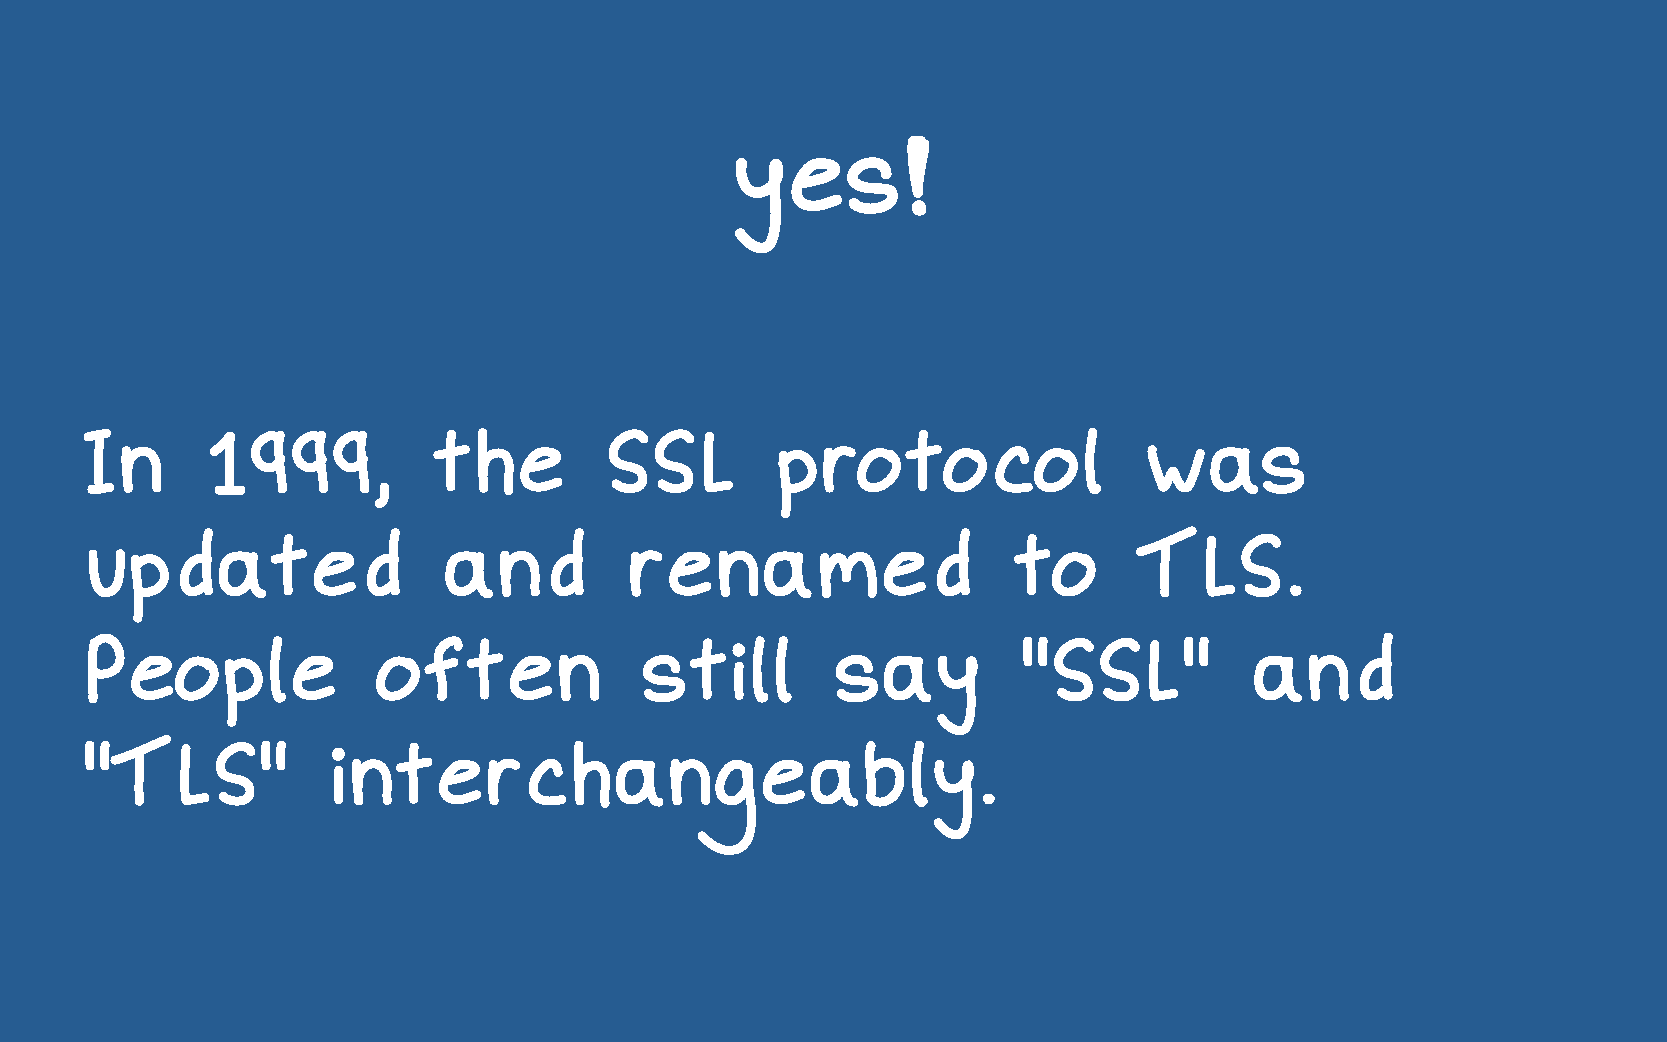 yes!
In 1999, the SSL protocol was
updated and renamed to TLS.
People often still say "SSL" and
"TLS" interchangeably.